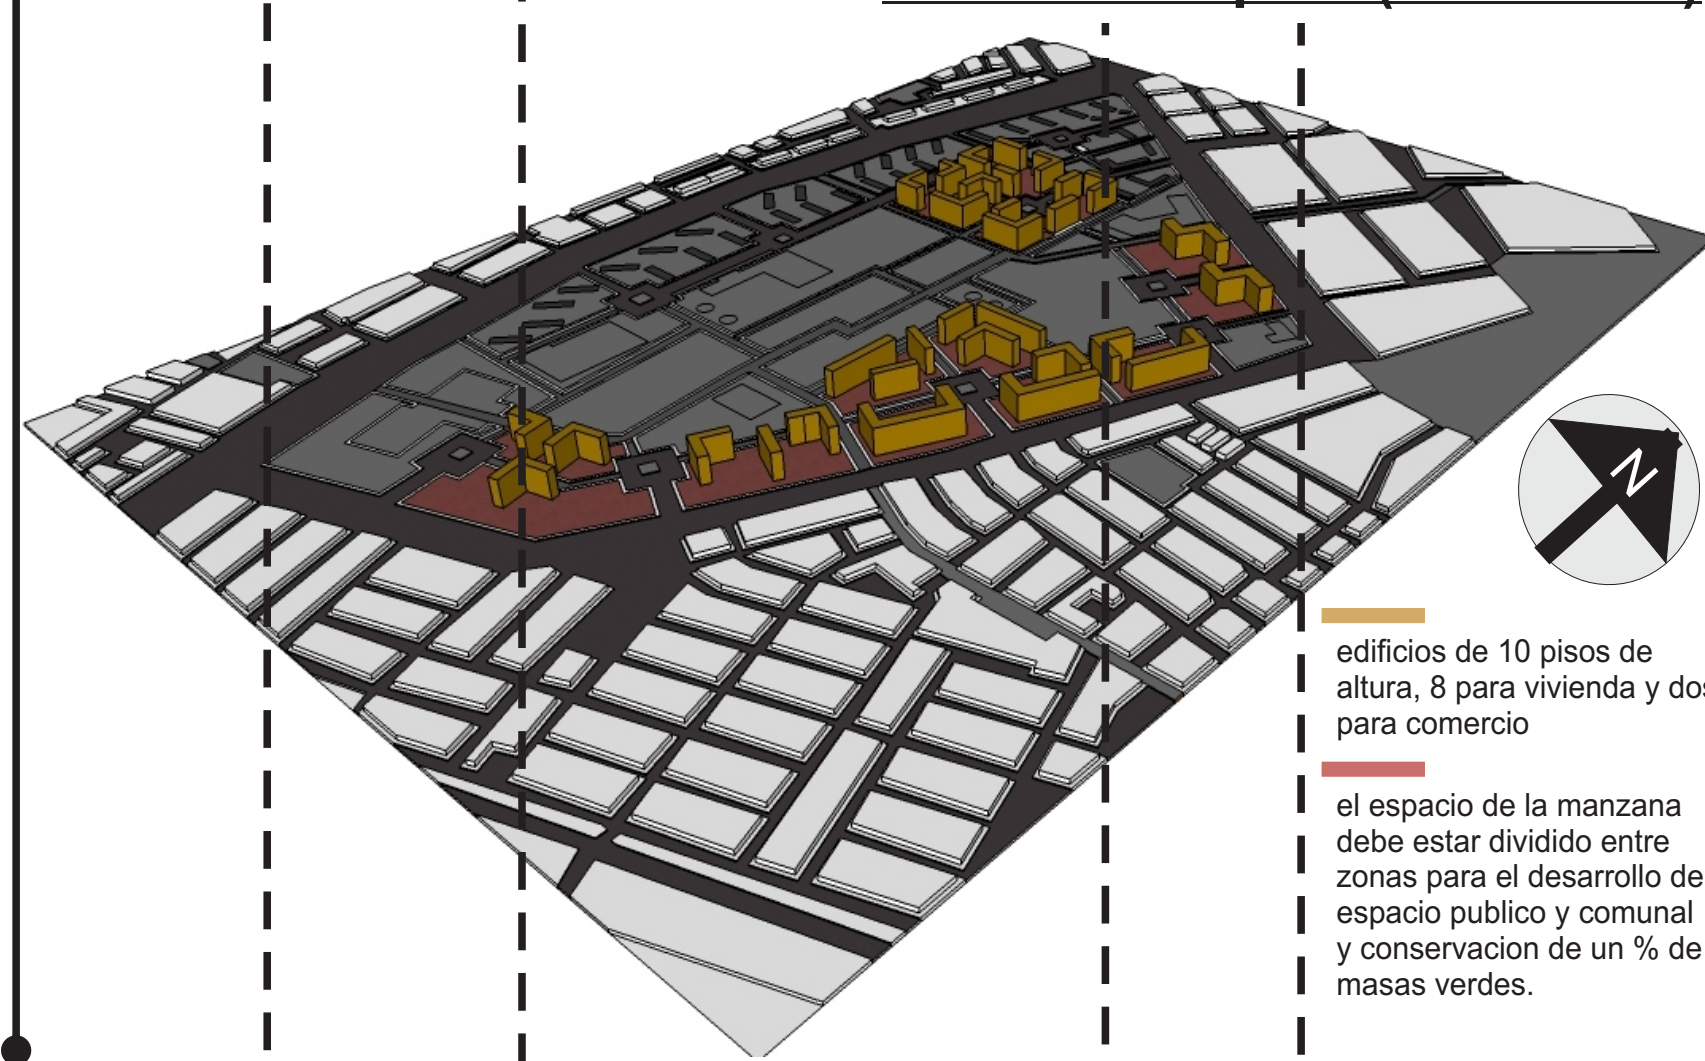 N
edificios de 10 pisos de
altura, 8 para vivienda y dos
para comercio
el espacio de la manzana
debe estar dividido entre
zonas para el desarrollo de
espacio publico y comunal
y conservacion de un % de
masas verdes.